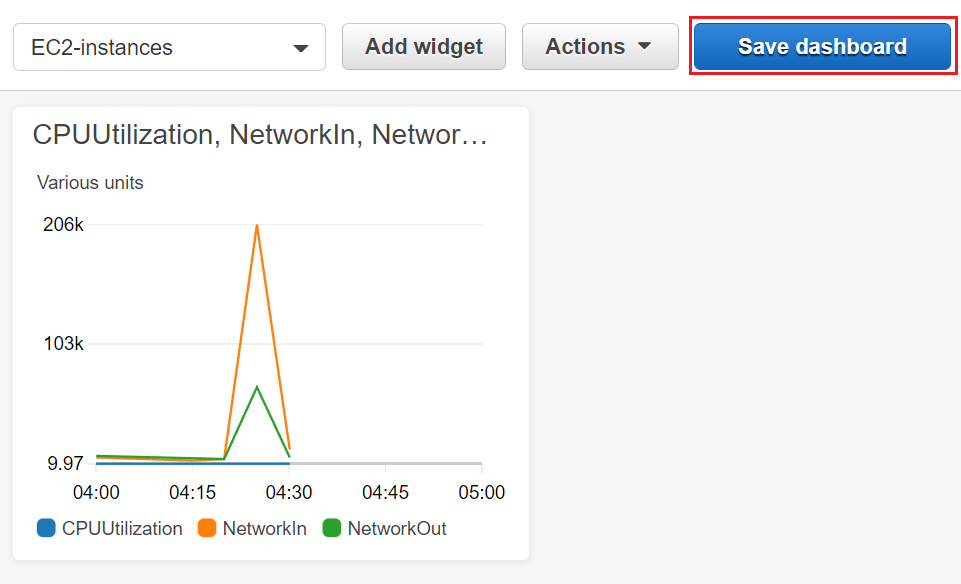 EC2-instances Add widget Actions Save dashboard
CPUUtilization, NetworkIn, Networ...
Various units
206k
103k
9.97
04:00 04:15 04:30 04:45 05:00
CPUUtilization NetworkIn NetworkOut